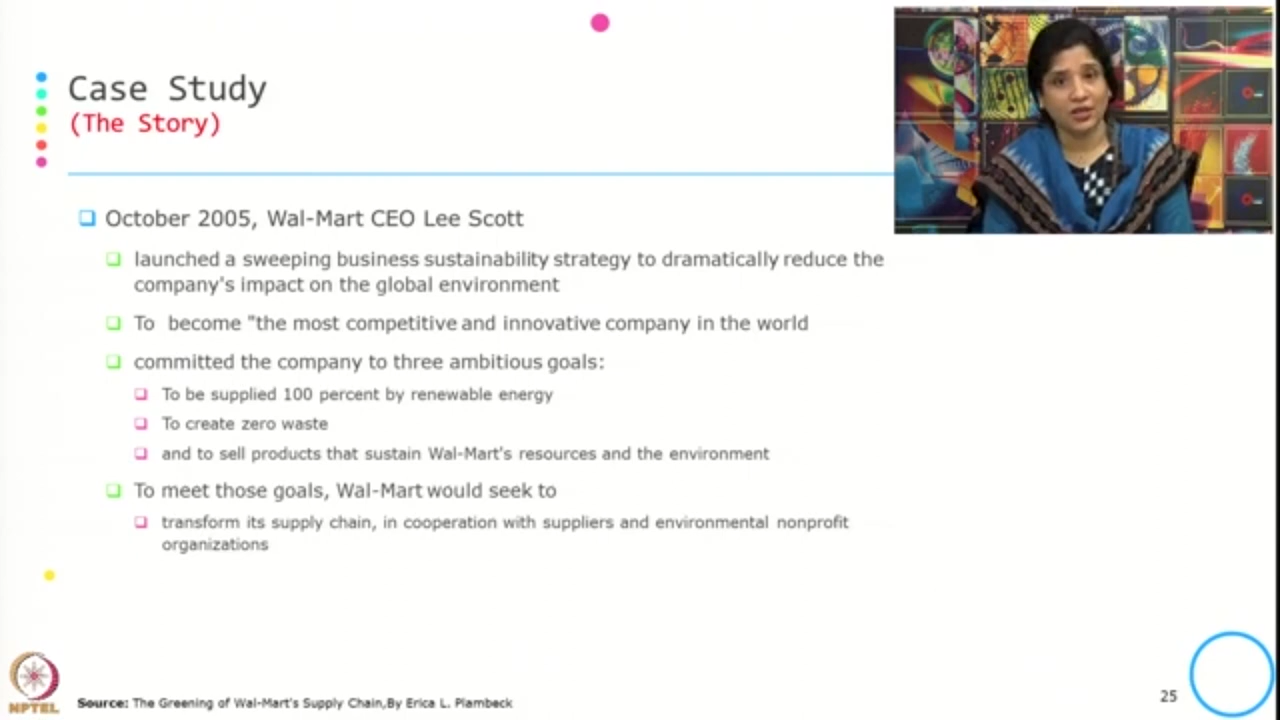 Case Study
(The Story)
October 2005, Wal-Mart CEO Lee Scott
launched a sweeping business sustainability strategy to dramatically reduce the
company's impact on the global environment
To become "the most competitive and innovative company in the world
committed the company to three ambitious goals:
To be supplied 100 percent by renewable energy
To create zero waste
and to sell products that sustain Wal-Mart's resources and the environment
To meet those goals, Wal-Mart would seek to
transform its supply chain, in cooperation with suppliers and environmental nonprofit
organizations
NPTEL
Source: The Greening of Wal-Mart's Supply Chain,By Erica L. Plambeck
25